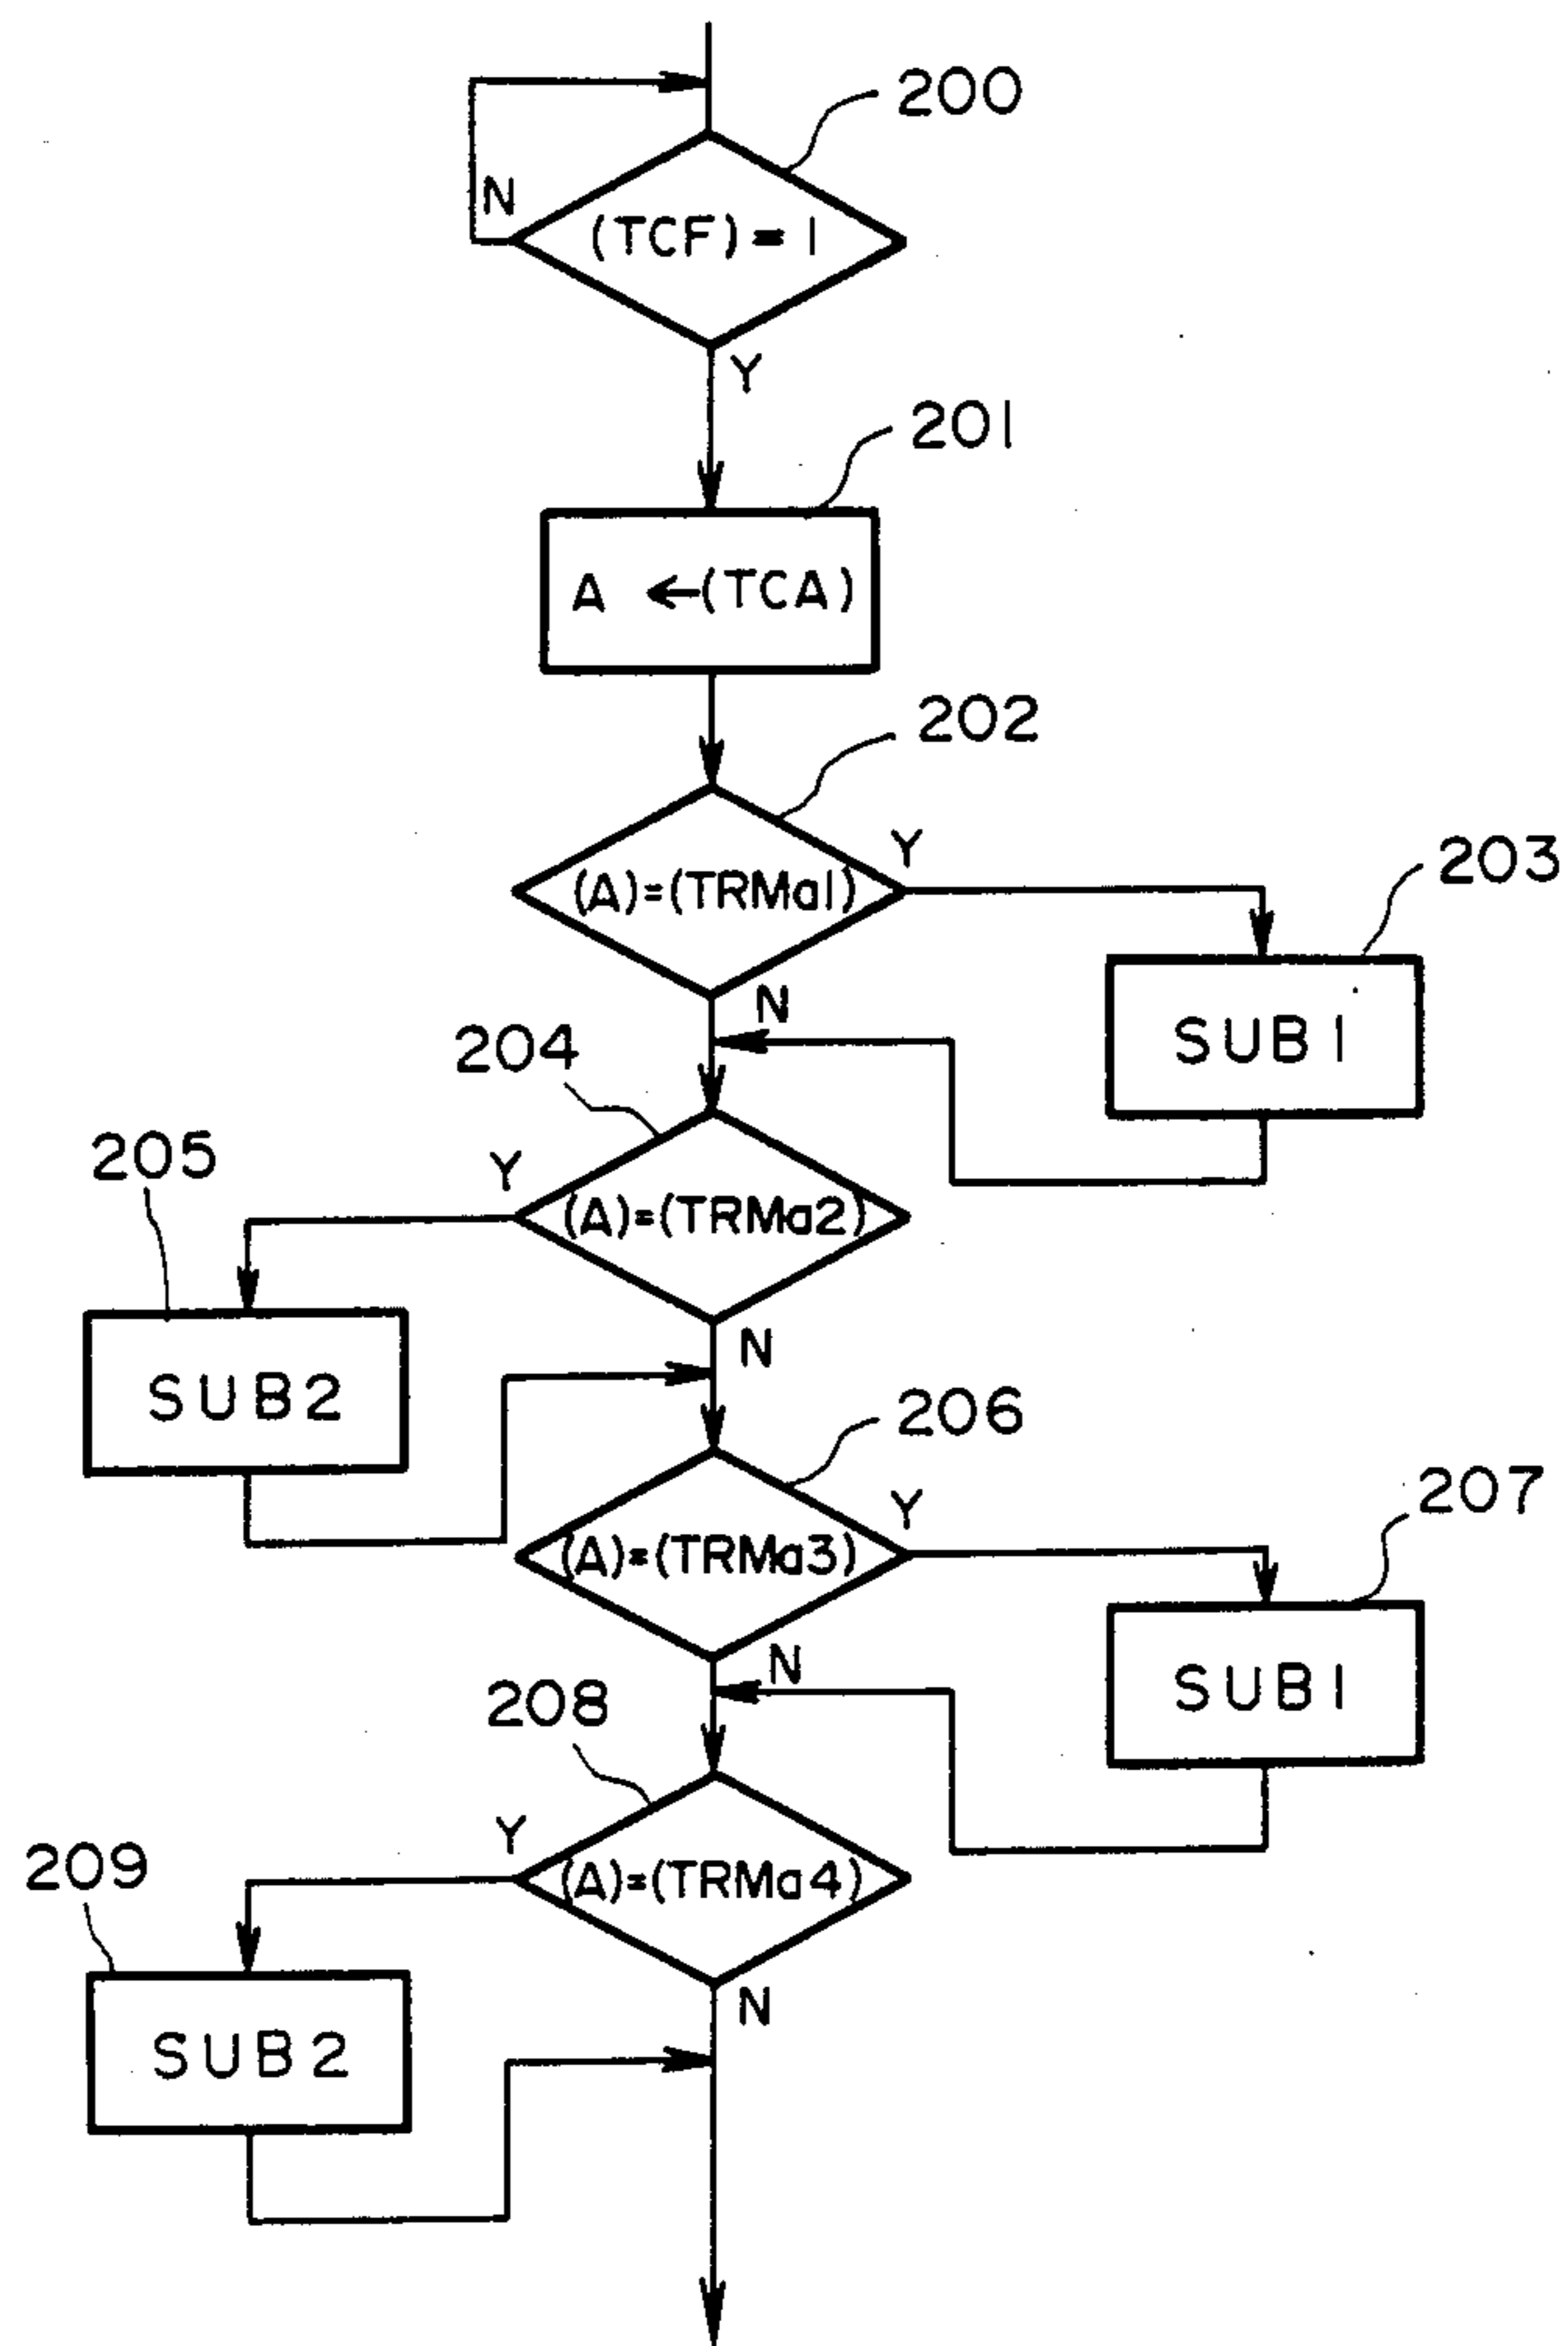 200
N
(TCF) = 1
Y
201
A ←(TCA)
202
Y
(A)=(TRMa1)
203
N
SUB1
204
205
Y
(A)=(TRMa2)
N
SUB2
206
Y
207
(A)=(TRMa3)
N
SUB1
208
Y
209
(A)=(TRMa4)
N
SUB2